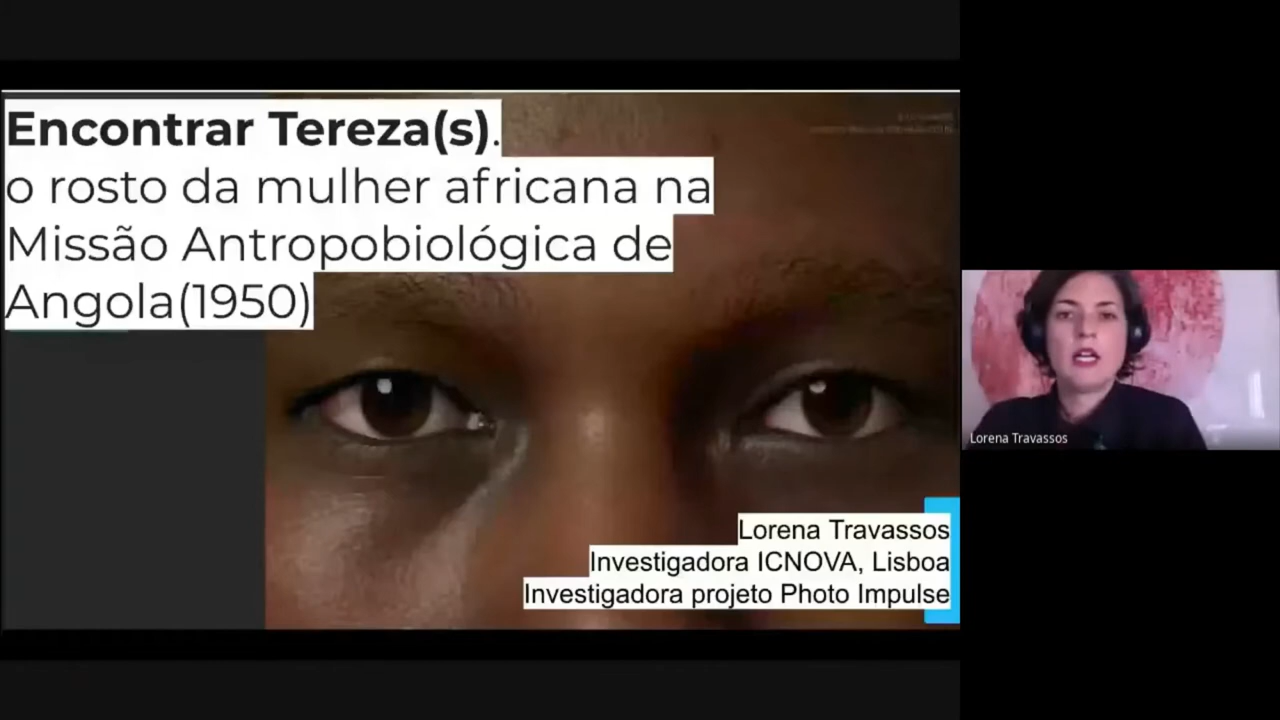 Encontrar Tereza(s).
o rosto da mulher africana na
Missão Antropobiológica de
Angola(1950)
Lorena Travassos
Investigadora ICNOVA, Lisboa
Investigadora projeto Photo Impulse
Lorena Travassos